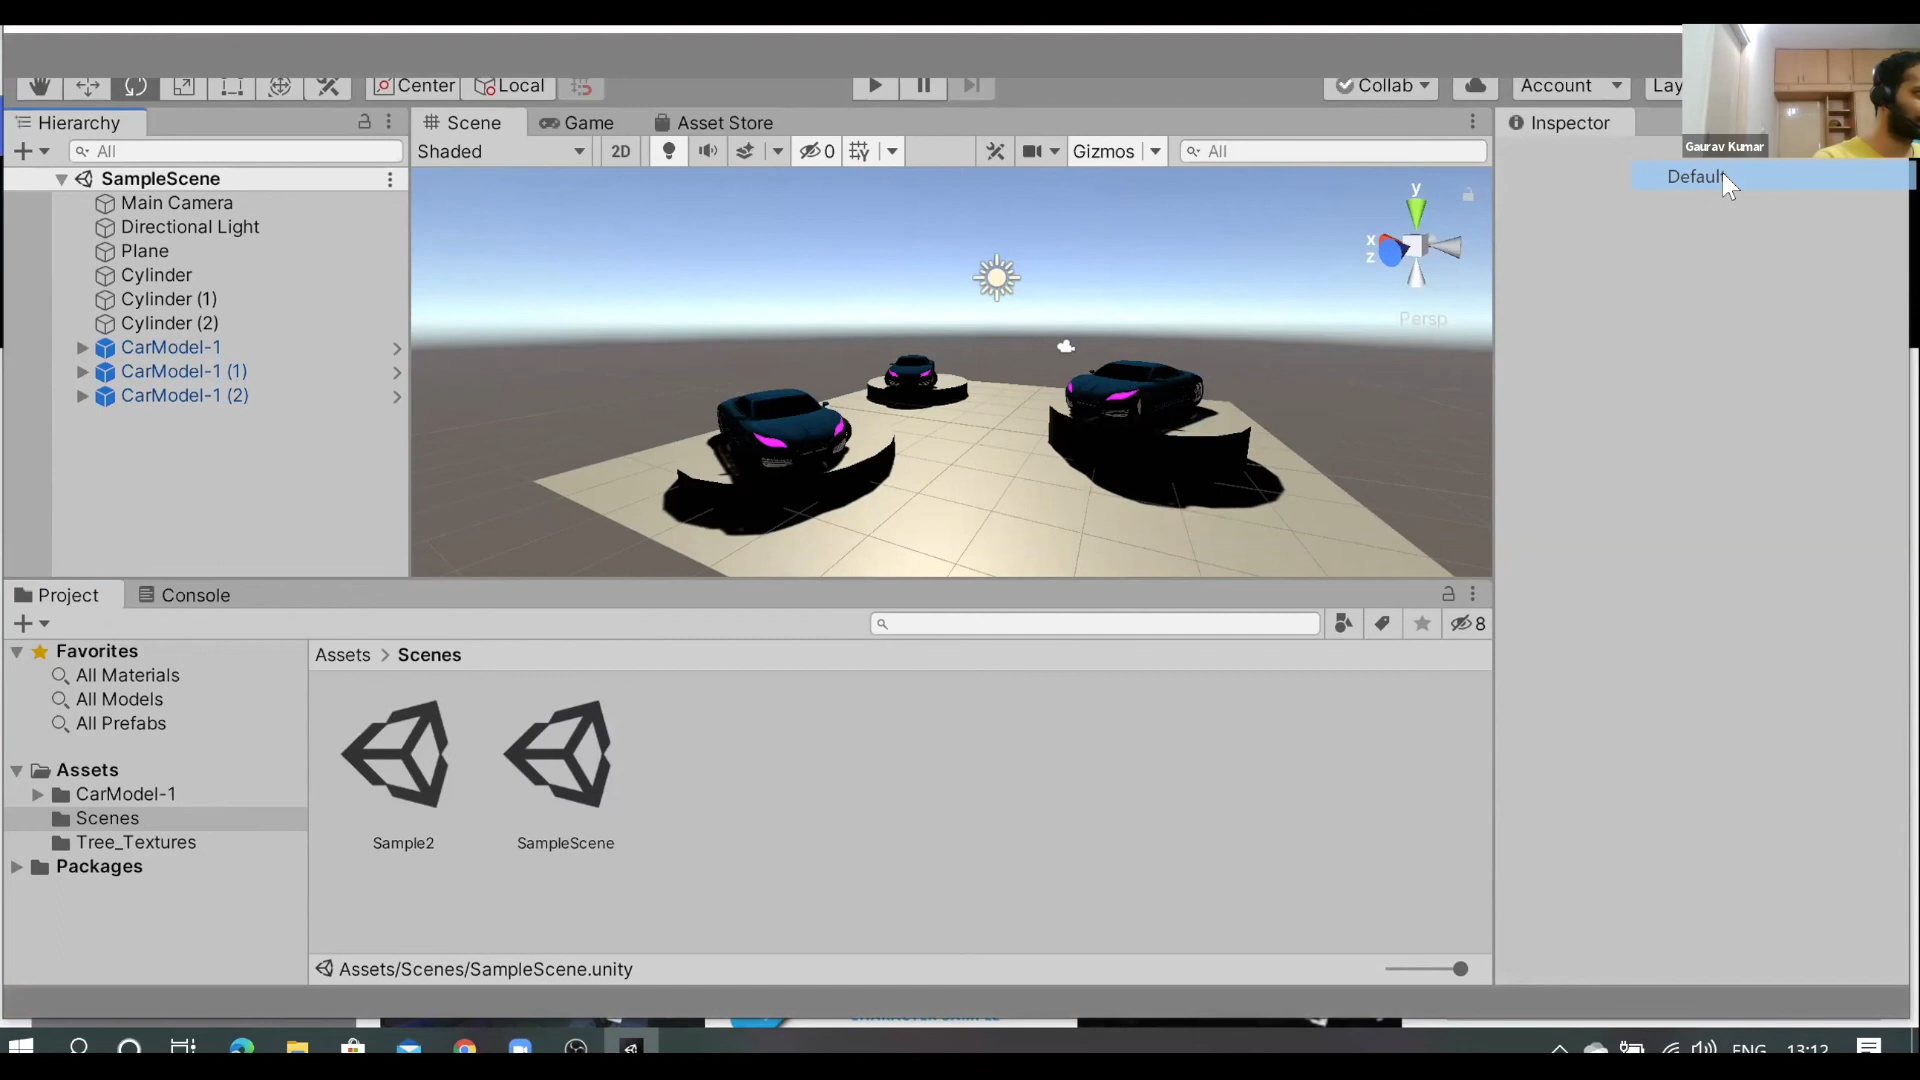 Center
Local
Collab
Account
Lay
Gaurav Kumar
Default
Hierarchy
All
SampleScene
Main Camera
Directional Light
Plane
Cylinder
Cylinder (1)
Cylinder (2)
CarModel-1
CarModel-1 (1)
CarModel-1 (2)
Scene
Game
Asset Store
Shaded
2D
0
Gizmos
All
y
x
z
Persp
Inspector
Project
Console
8
Favorites
All Materials
All Models
All Prefabs
Assets
CarModel-1
Scenes
Tree_Textures
Packages
Assets > Scenes
Sample2
SampleScene
Assets/Scenes/SampleScene.unity
CHARACTER SAMPLE
ENG
13:12